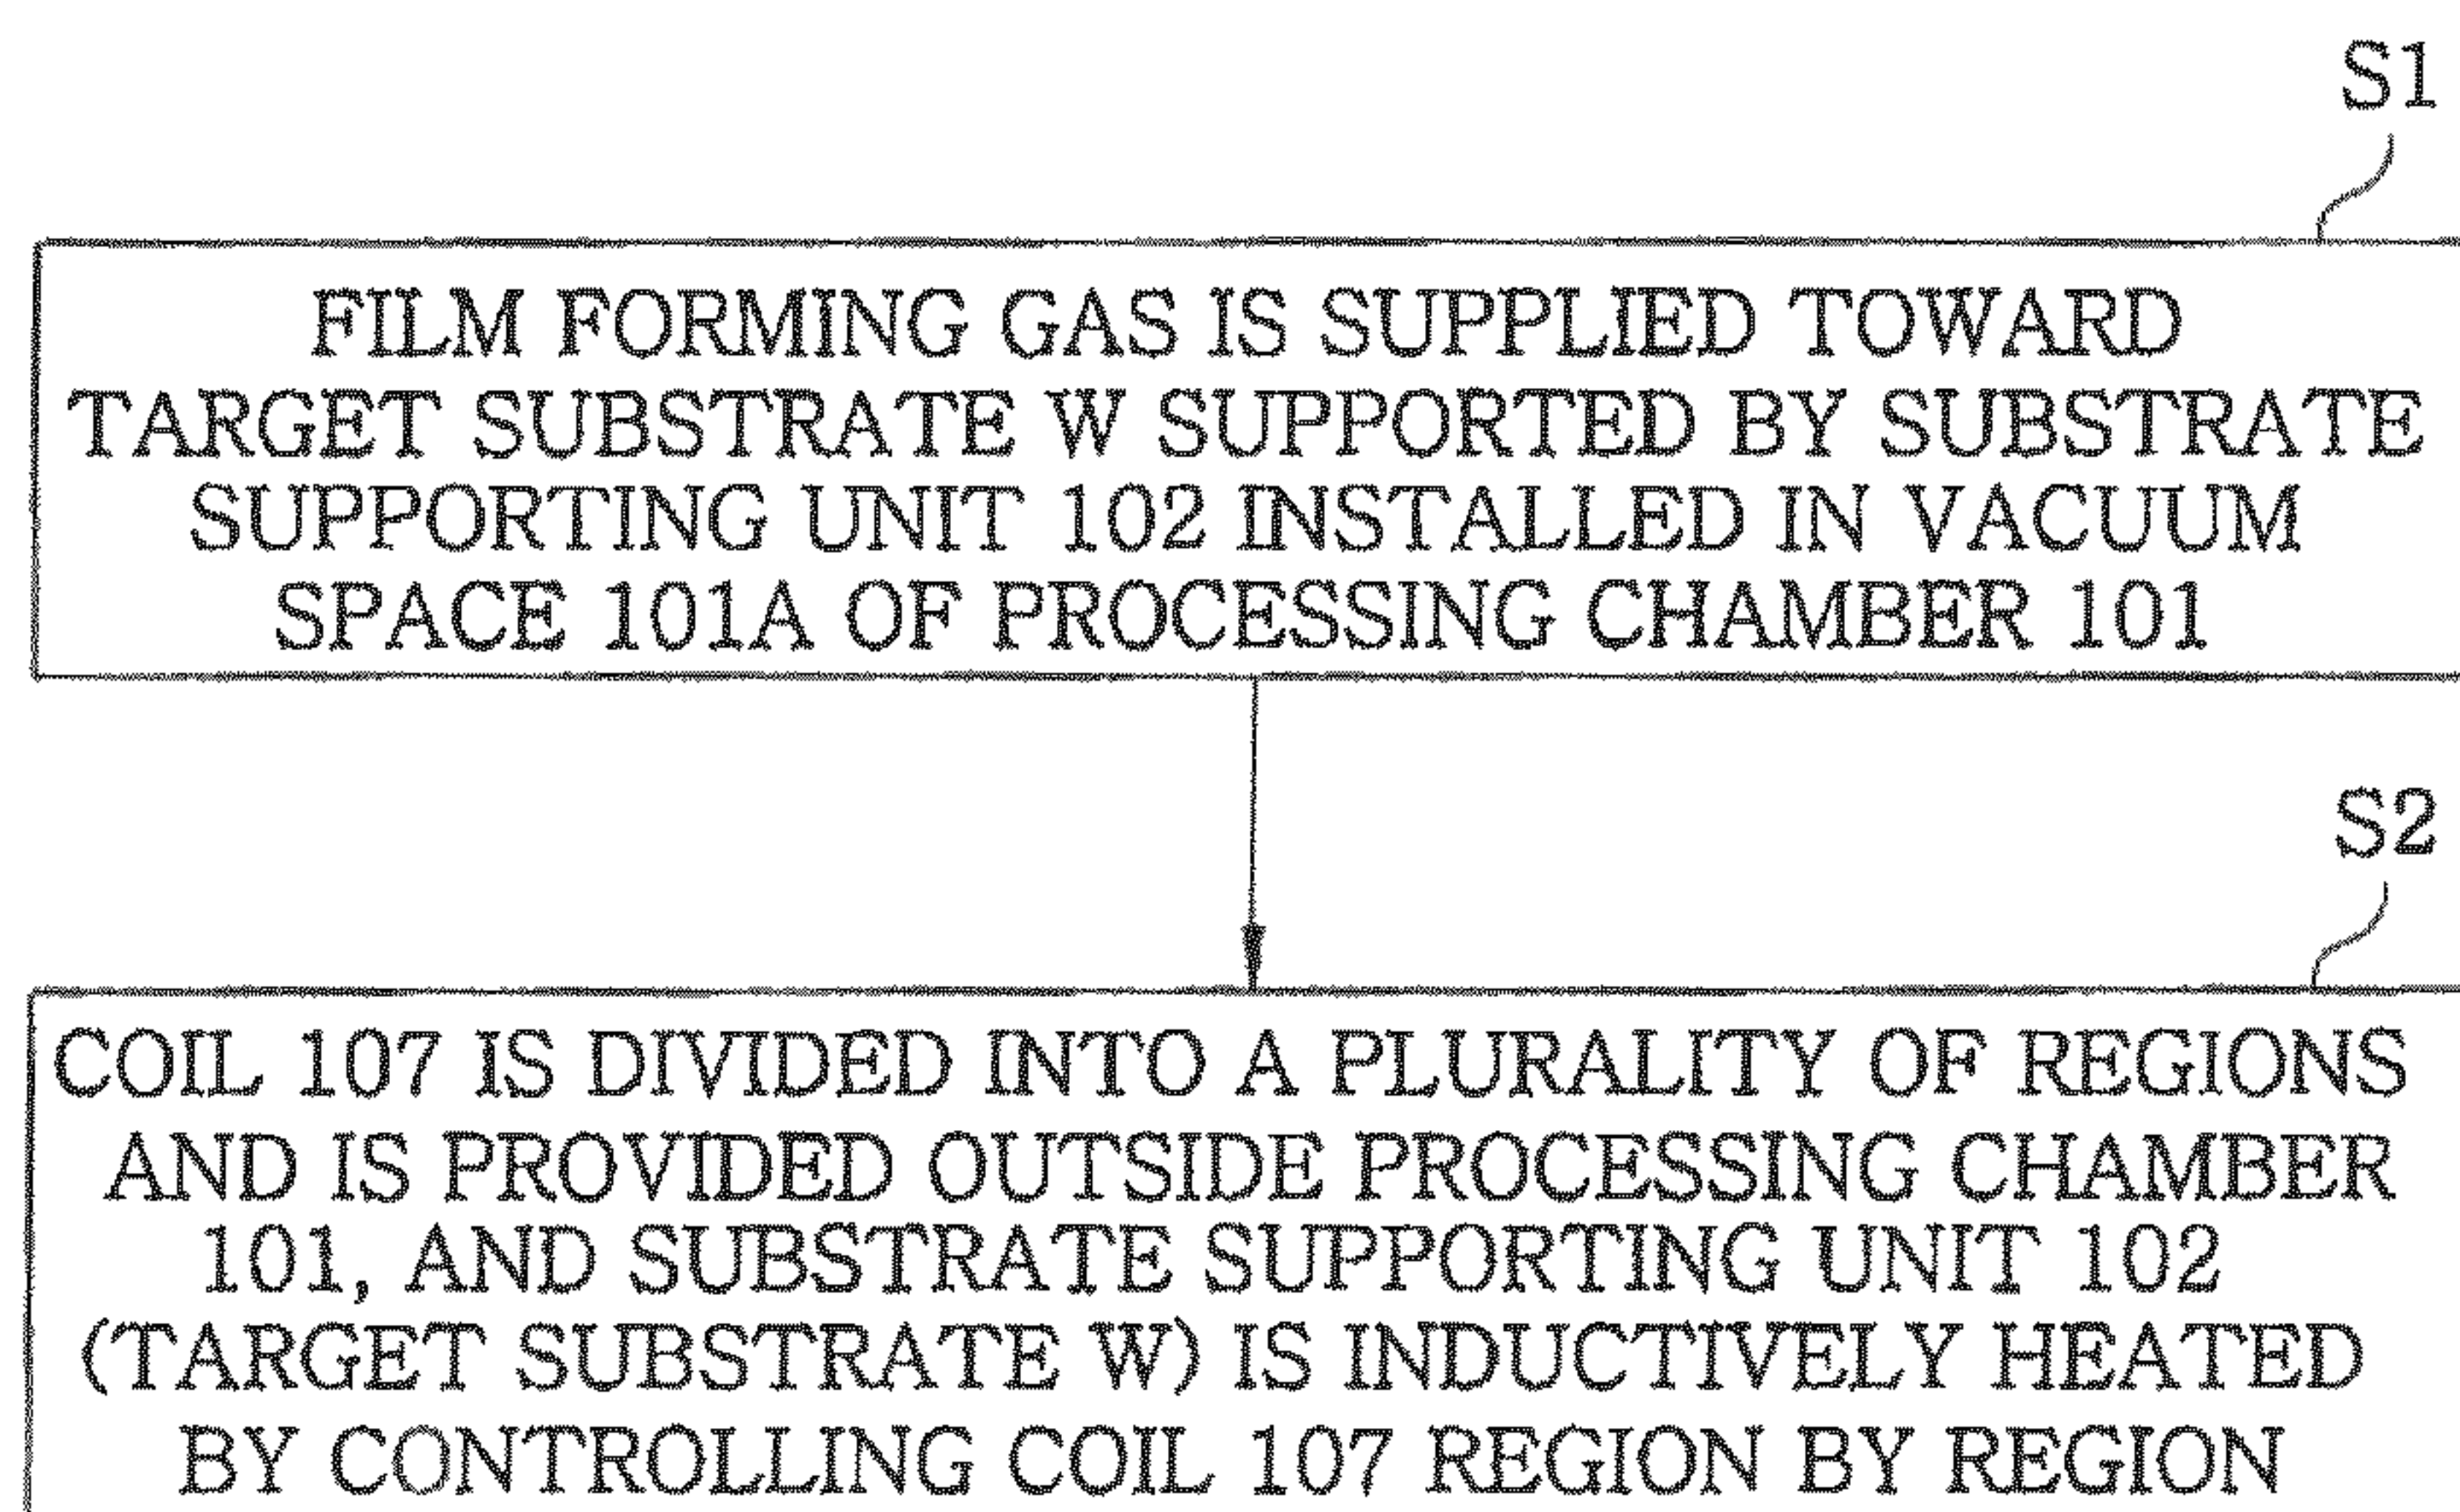 S1
FILM FORMING GAS IS SUPPLIED TOWARD
TARGET SUBSTRATE W SUPPORTED BY SUBSTRATE
SUPPORTING UNIT 102 INSTALLED IN VACUUM
SPACE 101A OF PROCESSING CHAMBER 101
S2
COIL 107 IS DIVIDED INTO A PLURALITY OF REGIONS
AND IS PROVIDED OUTSIDE PROCESSING CHAMBER
101, AND SUBSTRATE SUPPORTING UNIT 102
(TARGET SUBSTRATE W) IS INDUCTIVELY HEATED
BY CONTROLLING COIL 107 REGION BY REGION